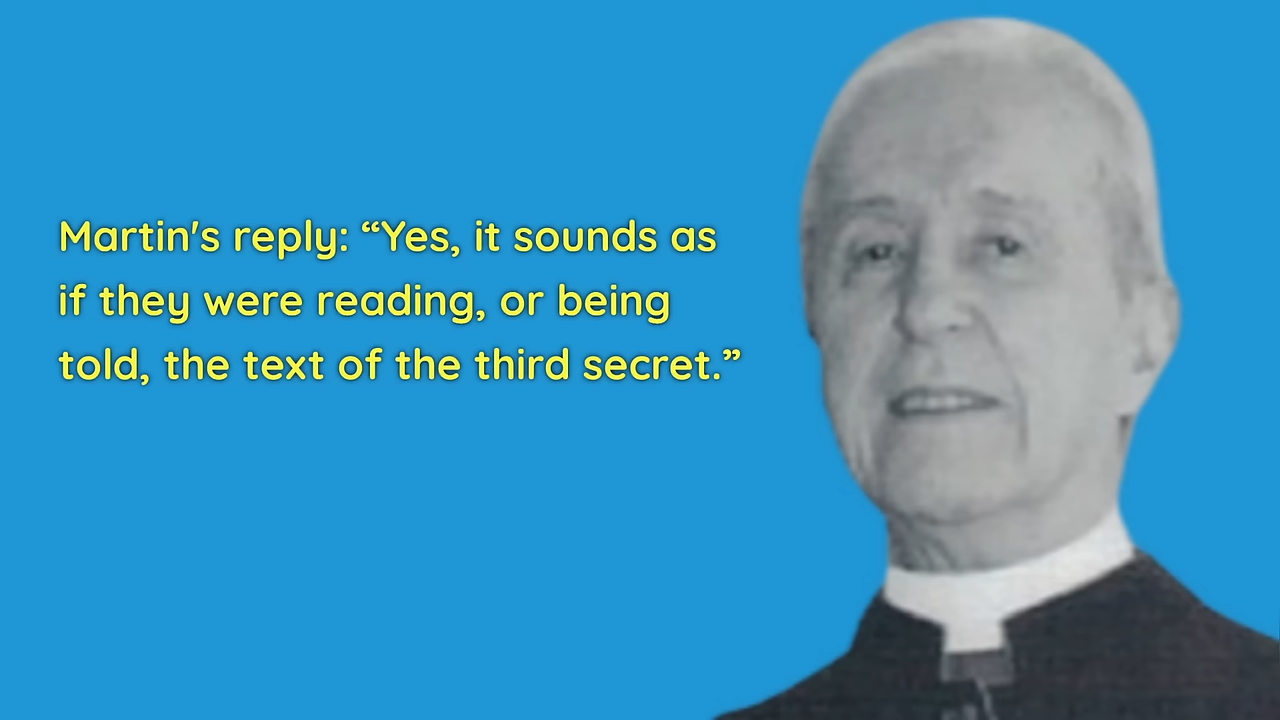 Martin's reply: “Yes, it sounds as
if they were reading, or being
told, the text of the third secret.”